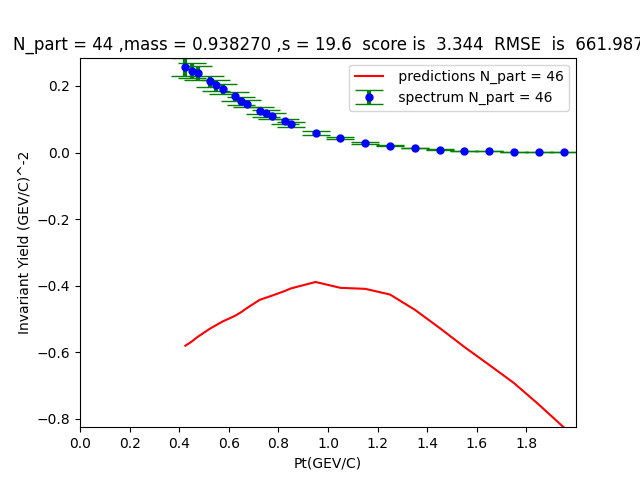 N_part = 44 ,mass = 0.938270 ,s = 19.6  score is  3.344  RMSE  is  661.987
predictions N_part = 46
spectrum N_part = 46
Invariant Yield (GEV/C)^-2
0.2
0.0
−0.2
−0.4
−0.6
−0.8
0.0 0.2 0.4 0.6 0.8 1.0 1.2 1.4 1.6 1.8
Pt(GEV/C)